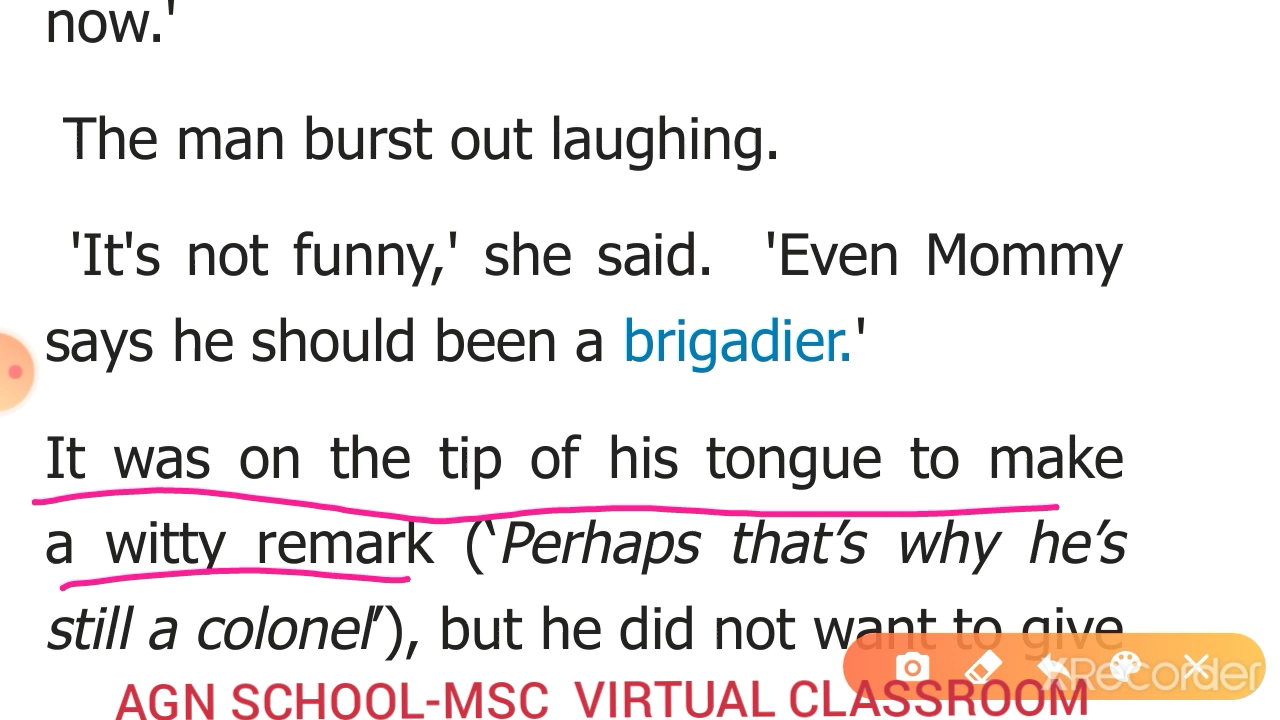 now.'
The man burst out laughing.
'It's not funny,' she said. 'Even Mommy
says he should been a brigadier.'
It was on the tip of his tongue to make
a witty remark (‘Perhaps that’s why he’s
still a colonel’), but he did not want to give
XRecorder
AGN SCHOOL-MSC VIRTUAL CLASSROOM